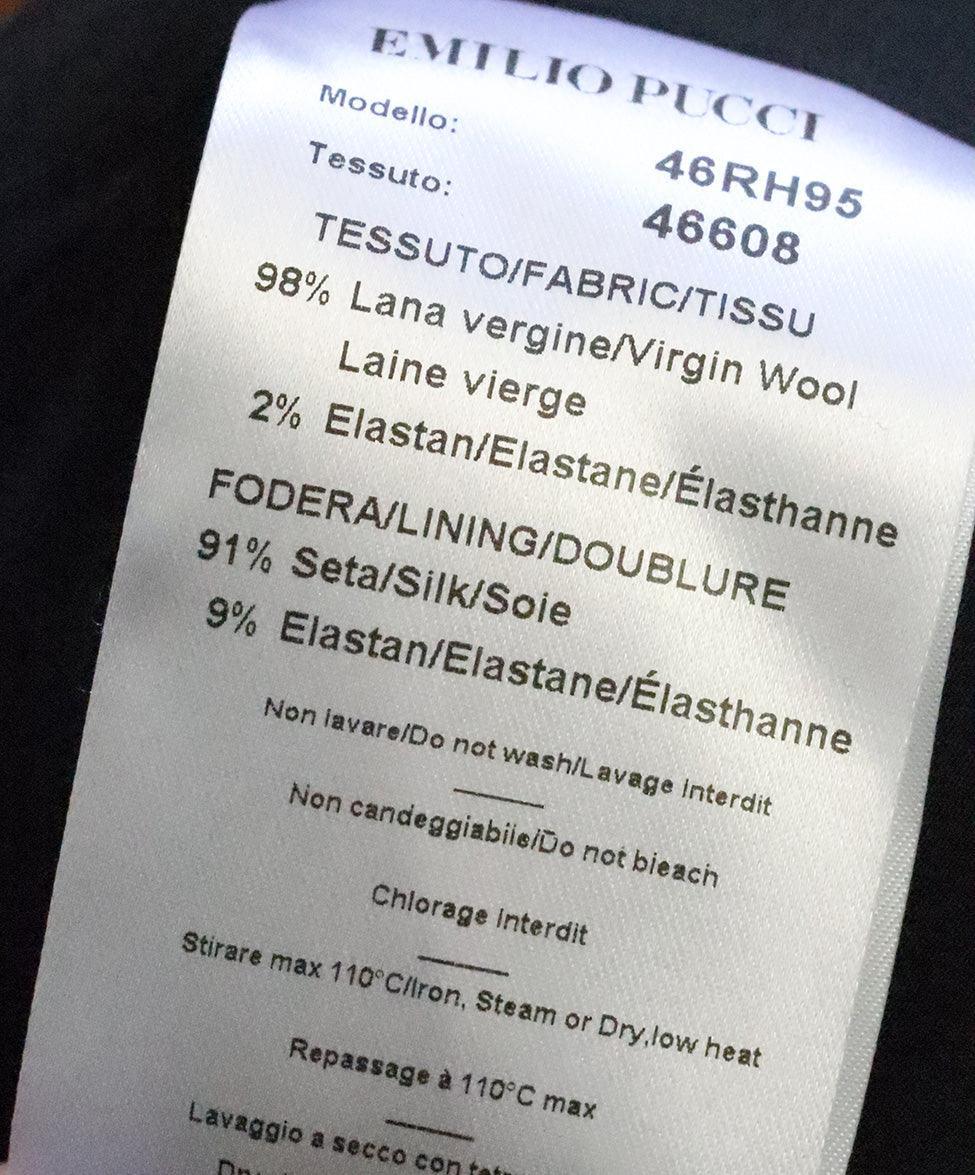 EMILIO PUCCI
Modello: 46RH95
Tessuto: 46608
TESSUTO/FABRIC/TISSU
98% Lana vergine/Virgin Wool
Laine vierge
2% Elastan/Elastane/Élasthanne
FODERA/LINING/DOUBLURE
91% Seta/Silk/Soie
9% Elastan/Elastane/Élasthanne
Non lavare/Do not wash/Lavage Interdit
Non candeggiabile/Do not bleach
Chlorage Interdit
Stirare max 110°C/Iron, Steam or Dry,low heat
Repassage à 110°C max
Lavaggio a secco con